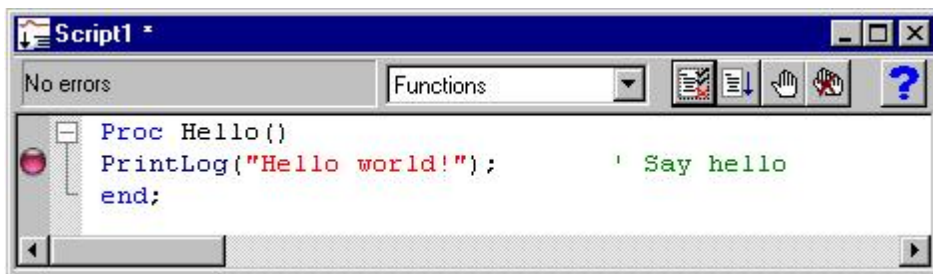 Script1 *
No errors
Functions
Proc Hello()
PrintLog("Hello world!"); ' Say hello
end;